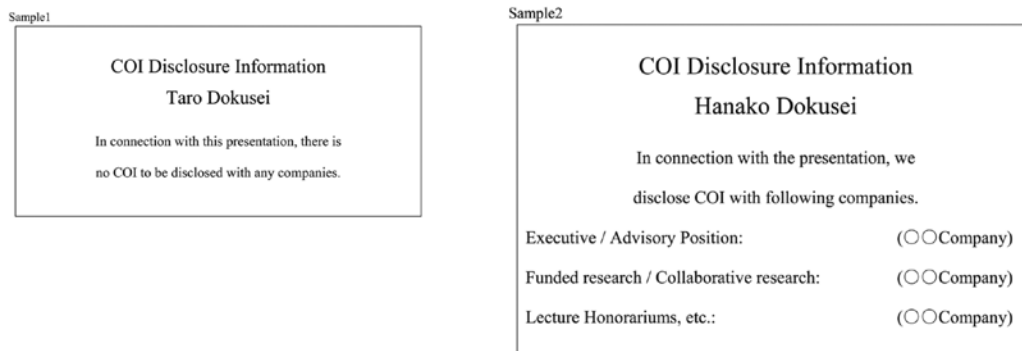 Sample1
COI Disclosure Information
Taro Dokusei
In connection with this presentation, there is
no COI to be disclosed with any companies.
Sample2
COI Disclosure Information
Hanako Dokusei
In connection with the presentation, we
disclose COI with following companies.
Executive / Advisory Position: (○○Company)
Funded research / Collaborative research: (○○Company)
Lecture Honorariums, etc.: (○○Company)